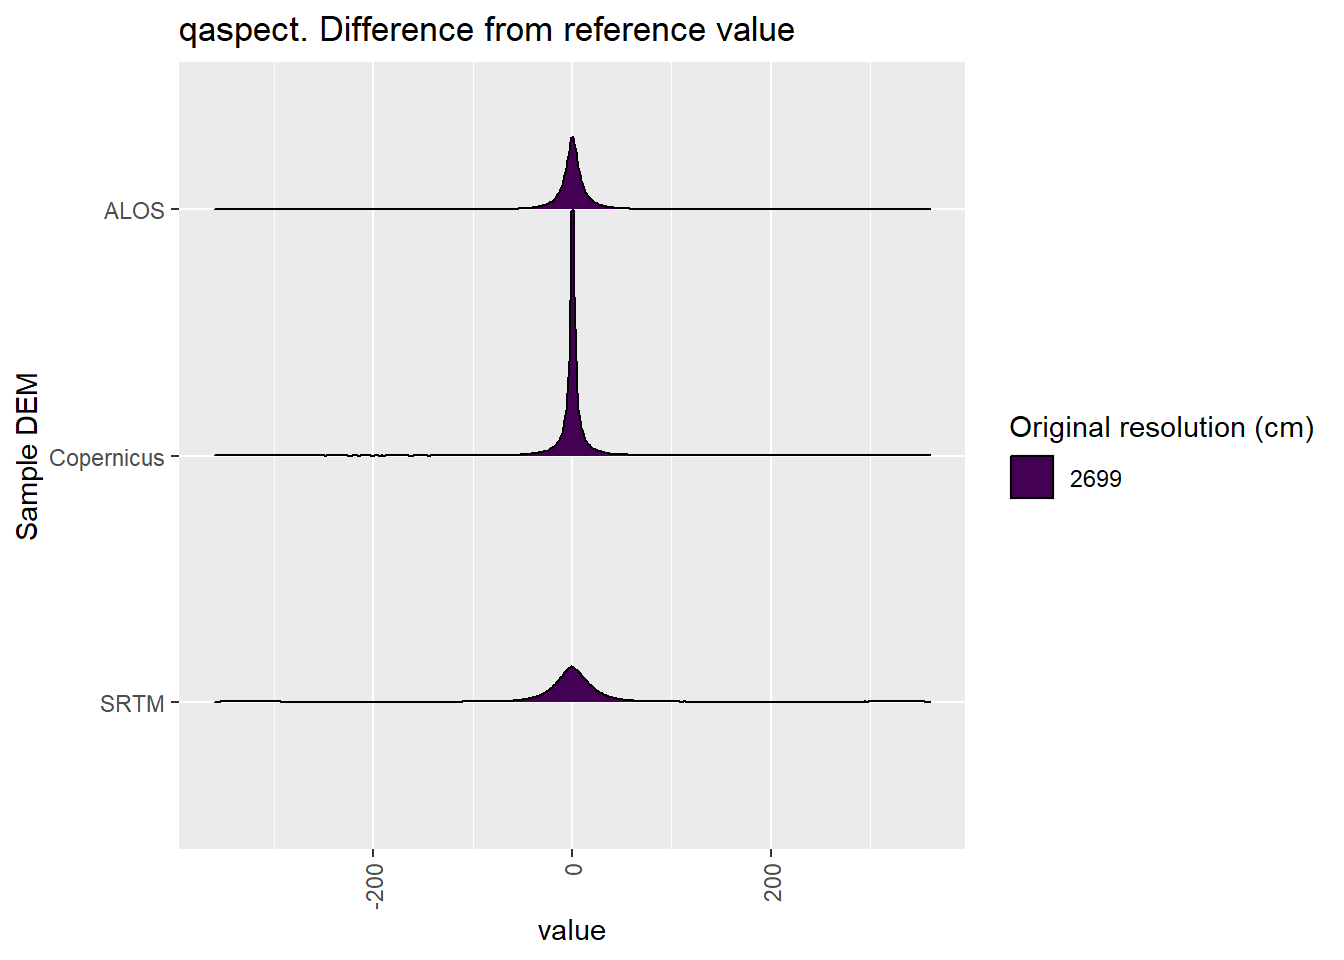 qaspect. Difference from reference value
Sample DEM
ALOS
Copernicus
SRTM
-200
0
200
value
Original resolution (cm)
2699